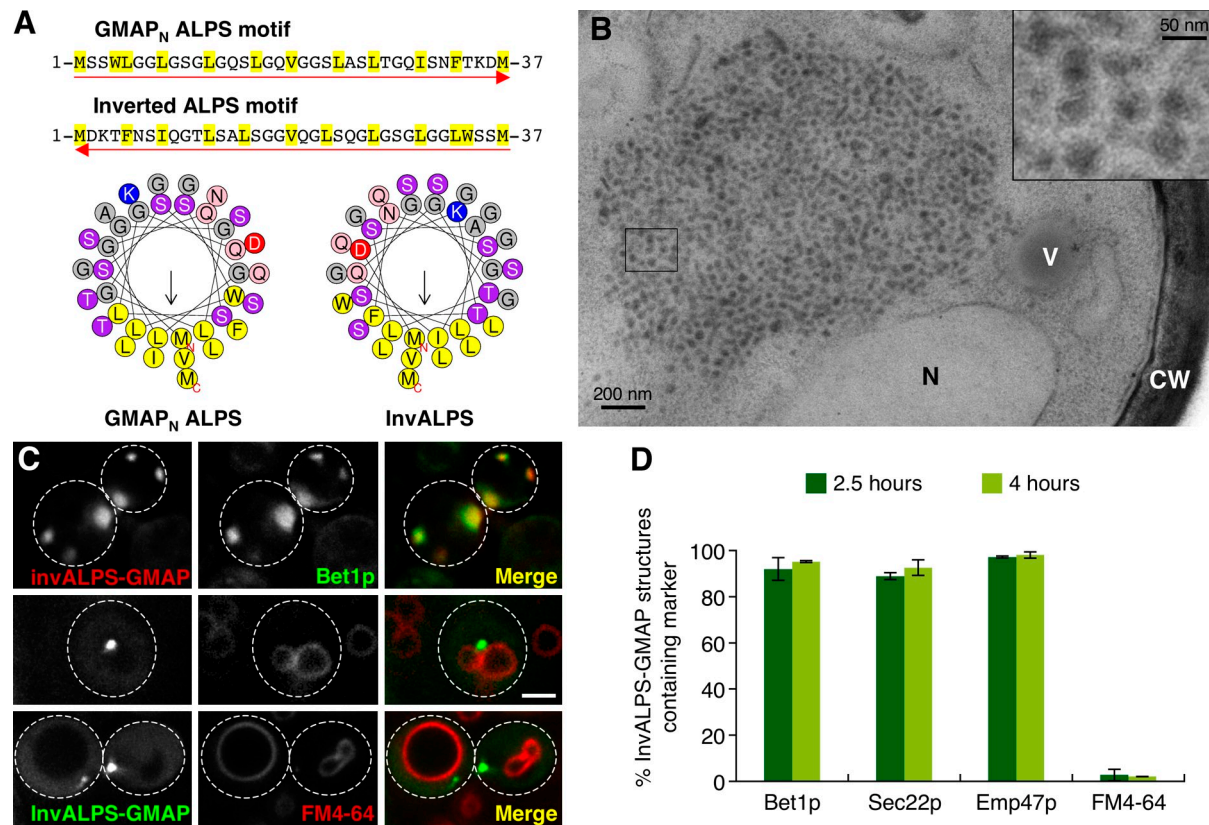 A
GMAPN ALPS motif
1-MSSWLGGLGSGLGQSLGQVGGSLASLTGQISNFTKDM-37
Inverted ALPS motif
1-MDKTFNSIQGTLSALSGGVQGLSQGLGSGLGGLWSSM-37
K G G N
A G S S Q
S G G S
G S Q D
T G G Q
T L W S
L L S F
L L M L L
I V
N
M
C
GMAPN ALPS
Q S S G
N G G K A
G S S G
Q D G S
G Q T G
W S T L
S F L L
L L M I L
N
V
M
C
InvALPS
B
50 nm
V
N
CW
200 nm
C
invALPS-GMAP
Bet1p
Merge
InvALPS-GMAP
FM4-64
Merge
D
2.5 hours
4 hours
% InvALPS-GMAP structures
containing marker
100
80
60
40
20
0
Bet1p
Sec22p
Emp47p
FM4-64